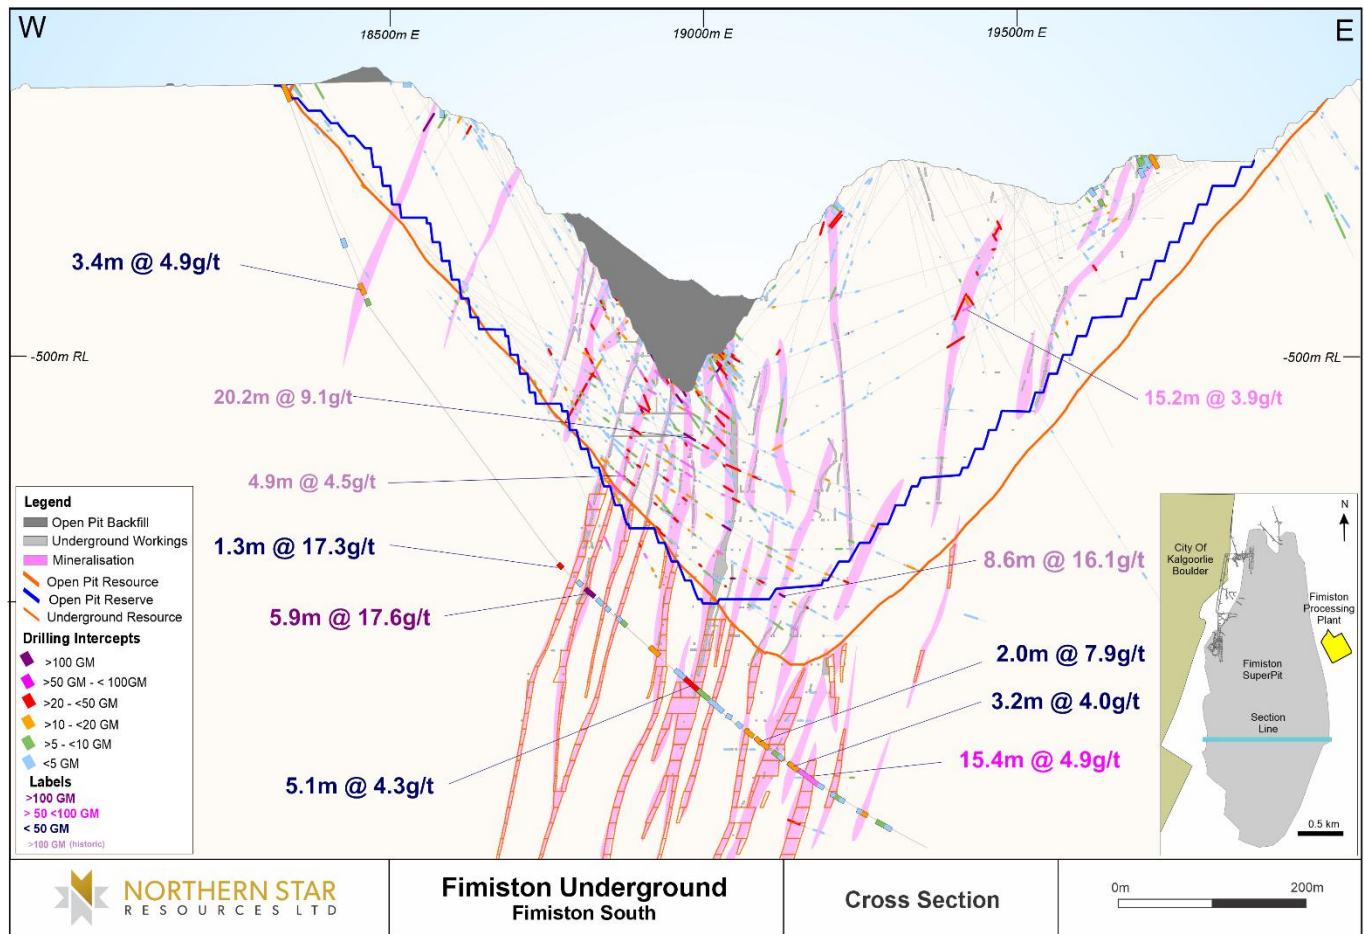 W
18500m E
19000m E
19500m E
E
3.4m @ 4.9g/t
-500m RL
-500m RL
20.2m @ 9.1g/t
15.2m @ 3.9g/t
4.9m @ 4.5g/t
1.3m @ 17.3g/t
8.6m @ 16.1g/t
5.9m @ 17.6g/t
2.0m @ 7.9g/t
3.2m @ 4.0g/t
15.4m @ 4.9g/t
5.1m @ 4.3g/t
Legend
Open Pit Backfill
Underground Workings
Mineralisation
Open Pit Resource
Open Pit Reserve
Underground Resource
Drilling Intercepts
>100 GM
>50 GM - < 100GM
>20 - <50 GM
>10 - <20 GM
>5 - <10 GM
<5 GM
Labels
>100 GM
> 50 <100 GM
< 50 GM
>100 GM (historic)
N
City Of
Kalgoorlie
Boulder
Fimiston
Processing
Plant
Fimiston
SuperPit
Section
Line
0.5 km
NORTHERN STAR
RESOURCES LTD
Fimiston Underground
Fimiston South
Cross Section
0m
200m